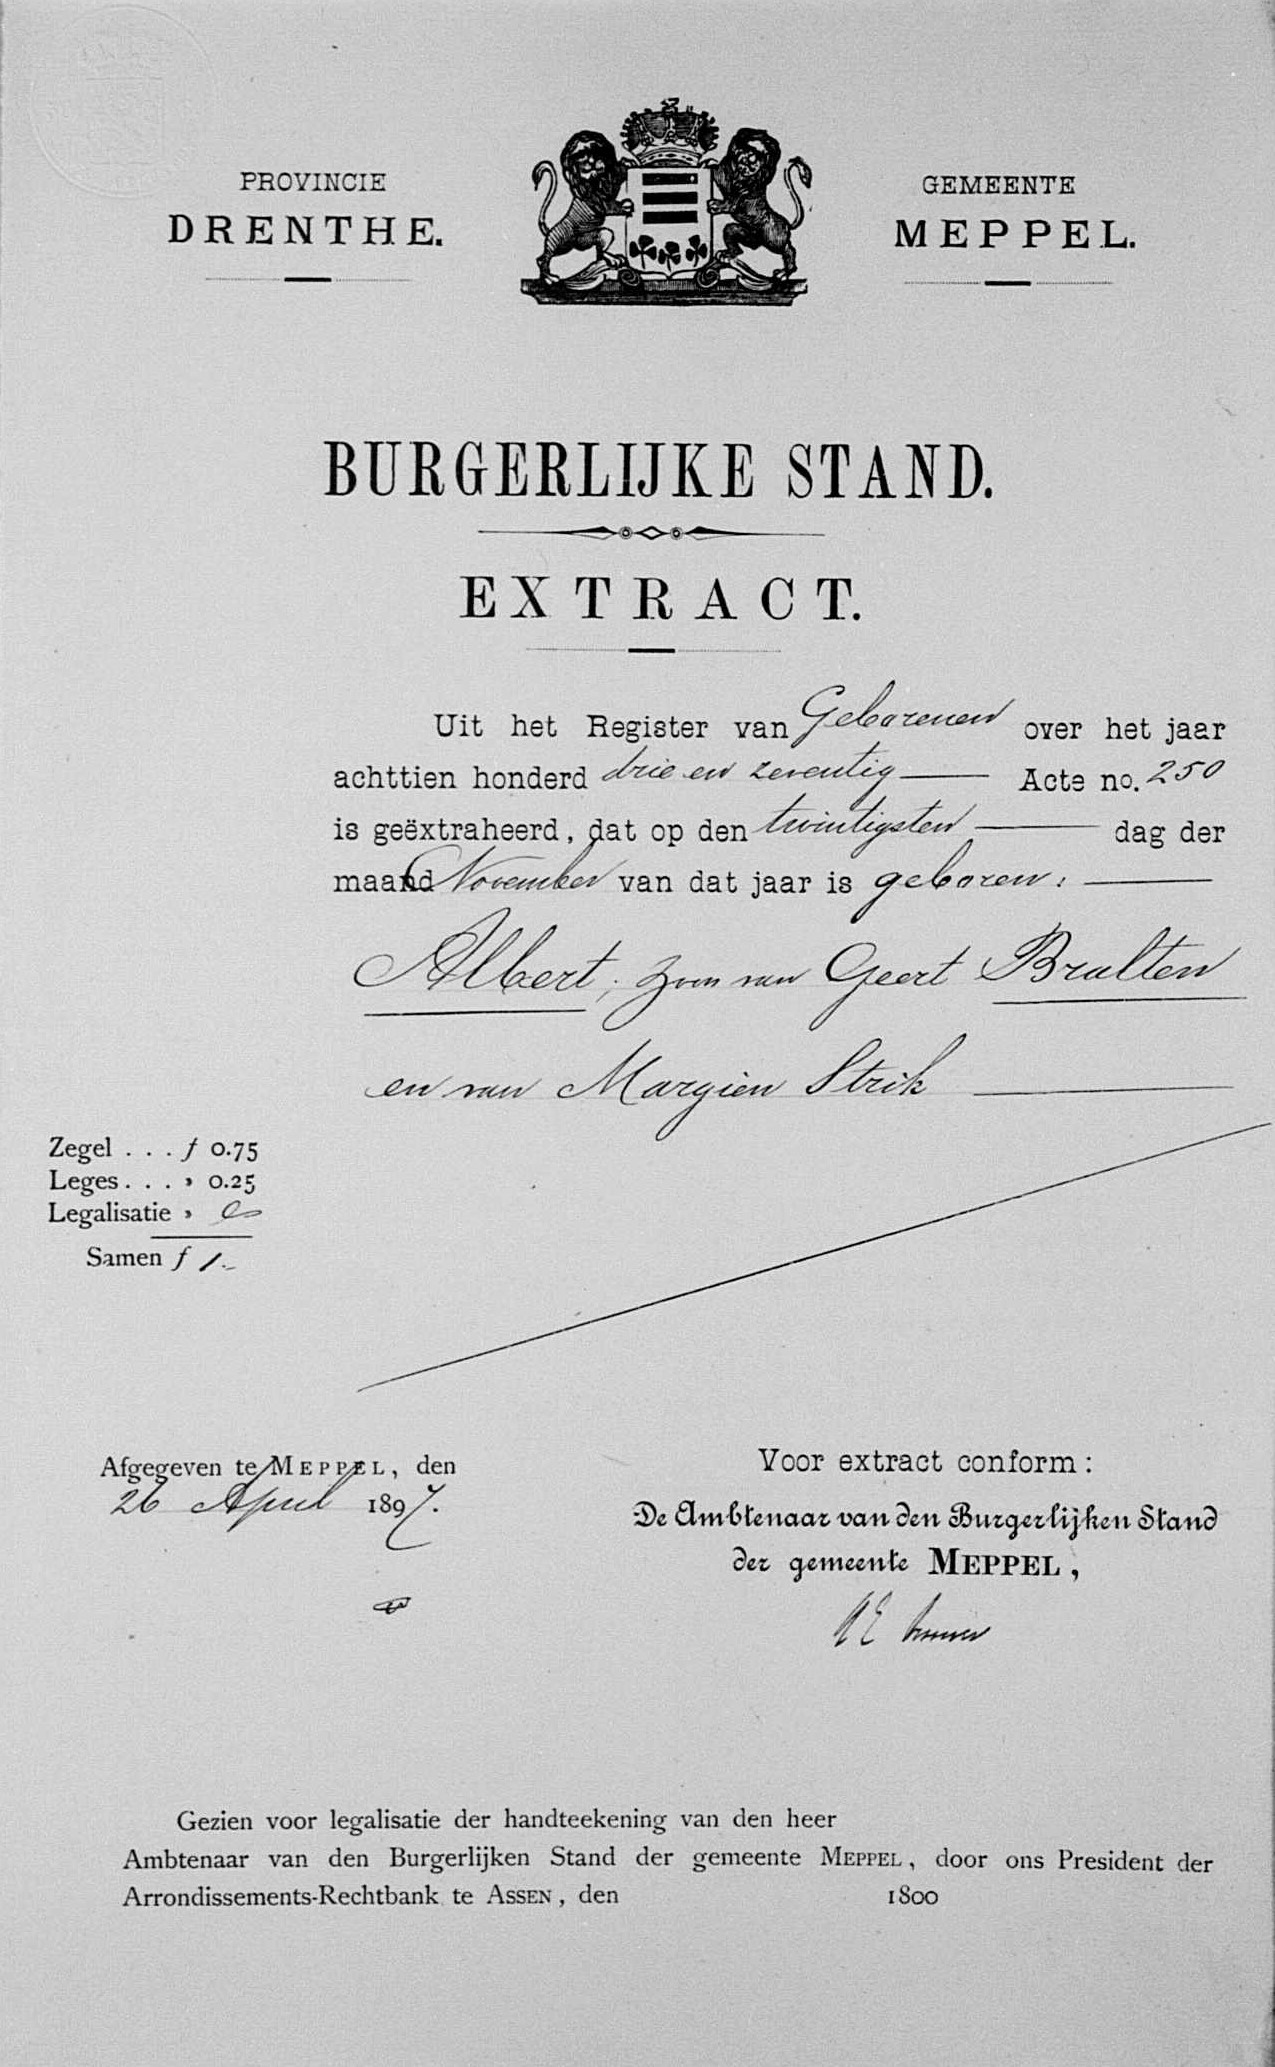 PROVINCIE
DRENTHE.
GEMEENTE
MEPPEL.
BURGERLIJKE STAND.
EXTRACT.
Uit het Register van Geborenen over het jaar
achttien honderd drie en zeventig Acte no. 250
is geëxtraheerd, dat op den twintigsten dag der
maand November van dat jaar is geboren:
Albert, zoon van Geert Brulten
en van Margien Strik
Zegel . . . f 0.75
Leges . . . » 0.25
Legalisatie »
Samen f 1.-
Afgegeven te MEPPEL, den
26 April 1897.
Voor extract conform:
De Ambtenaar van den Burgerlijken Stand
der gemeente MEPPEL,
Gezien voor legalisatie der handteekening van den heer
Ambtenaar van den Burgerlijken Stand der gemeente MEPPEL, door ons President der
Arrondissements-Rechtbank te ASSEN, den 1800